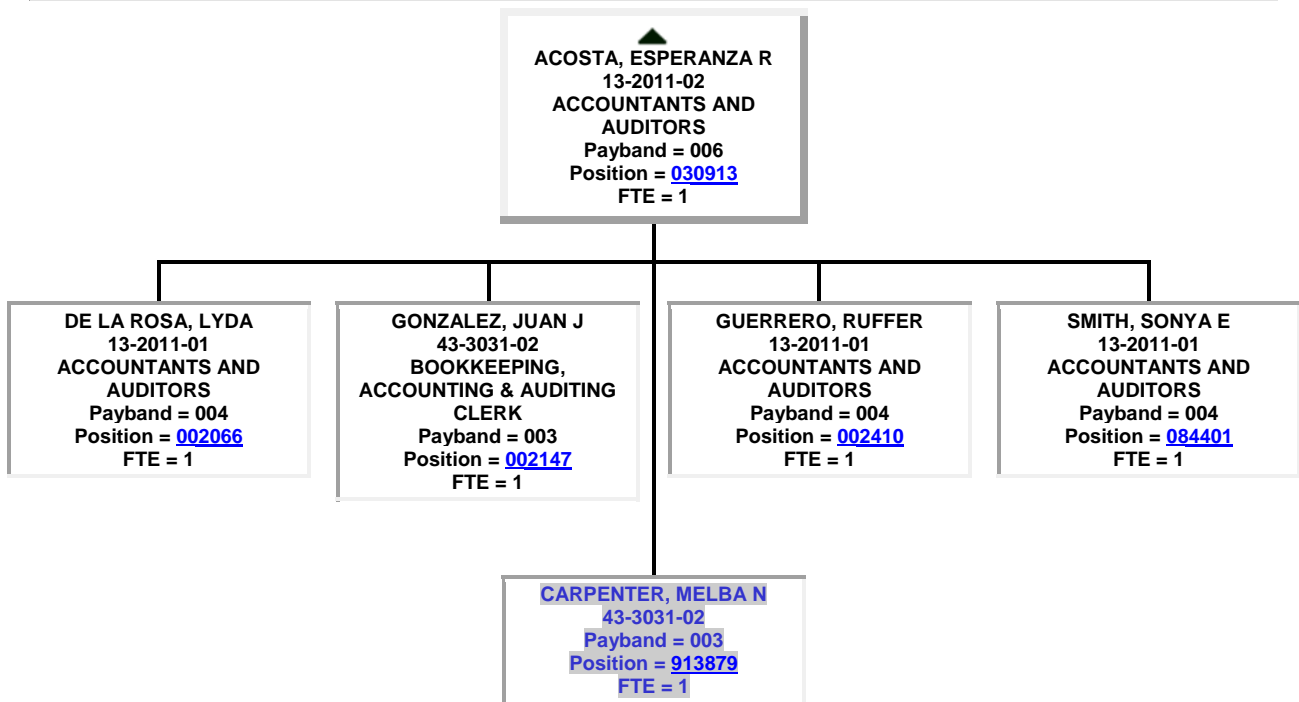 ACOSTA, ESPERANZA R
13-2011-02
ACCOUNTANTS AND
AUDITORS
Payband = 006
Position = 030913
FTE = 1
DE LA ROSA, LYDA
13-2011-01
ACCOUNTANTS AND
AUDITORS
Payband = 004
Position = 002066
FTE = 1
GONZALEZ, JUAN J
43-3031-02
BOOKKEEPING,
ACCOUNTING & AUDITING
CLERK
Payband = 003
Position = 002147
FTE = 1
GUERRERO, RUFFER
13-2011-01
ACCOUNTANTS AND
AUDITORS
Payband = 004
Position = 002410
FTE = 1
SMITH, SONYA E
13-2011-01
ACCOUNTANTS AND
AUDITORS
Payband = 004
Position = 084401
FTE = 1
CARPENTER, MELBA N
43-3031-02
Payband = 003
Position = 913879
FTE = 1